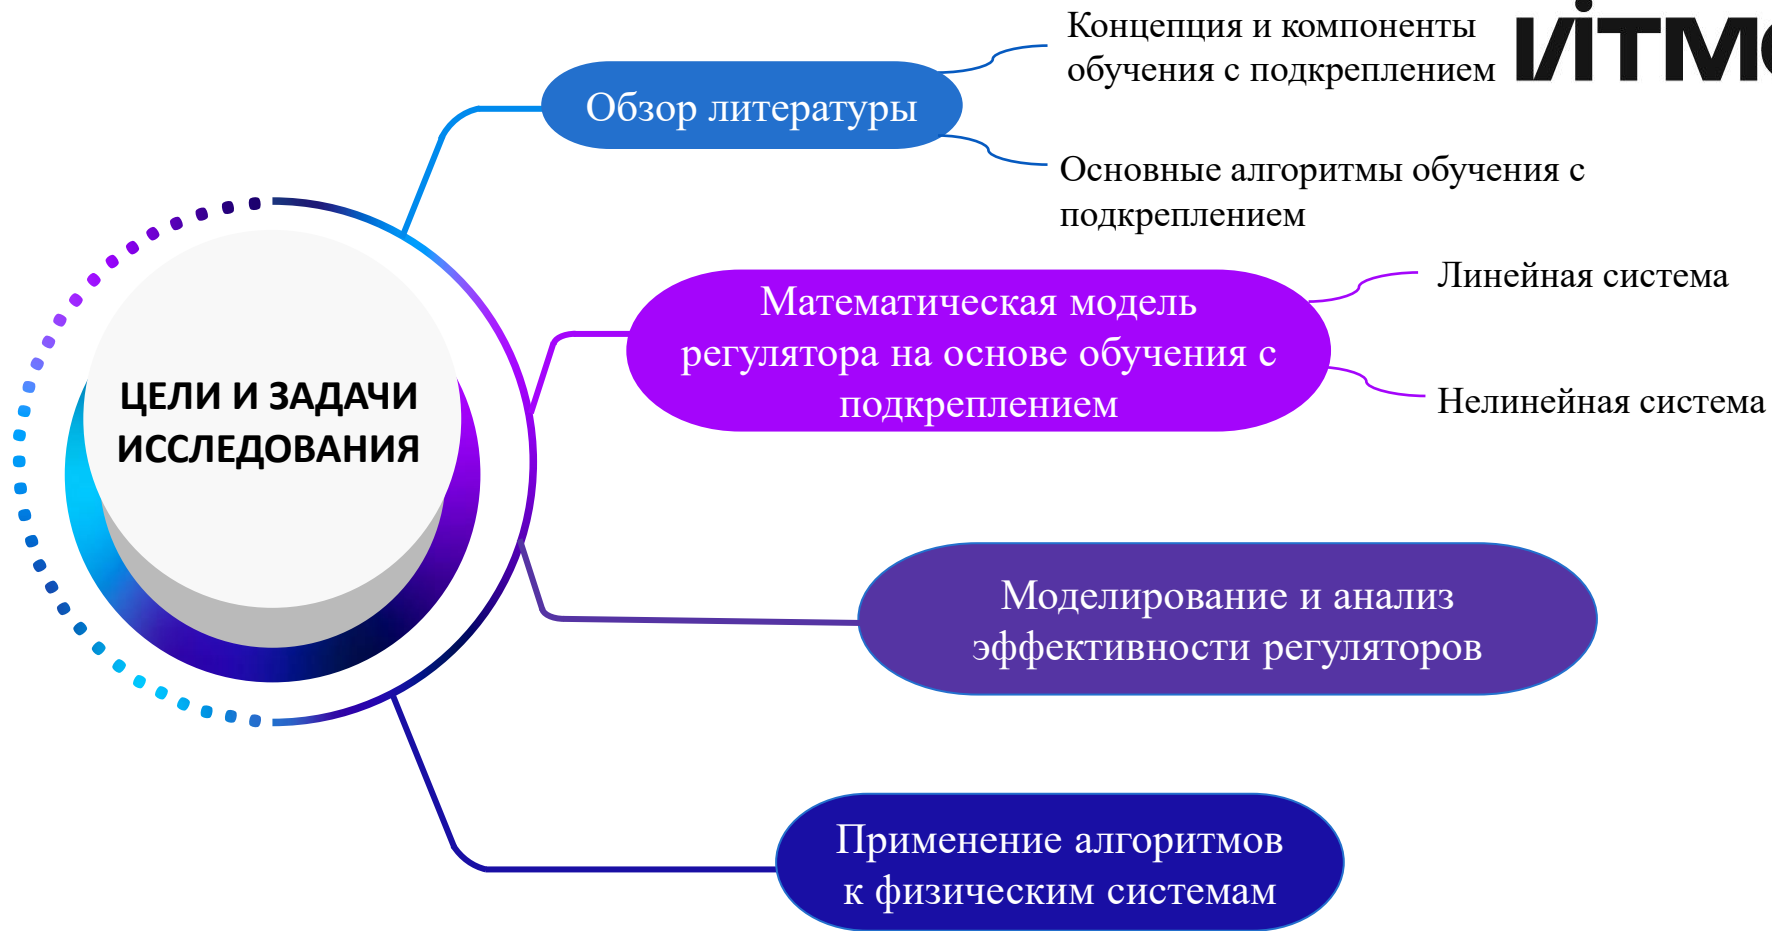 Концепция и компоненты
обучения с подкреплением
ИТМО
Обзор литературы
Основные алгоритмы обучения с
подкреплением
Математическая модель
регулятора на основе обучения с
подкреплением
Линейная система
Нелинейная система
ЦЕЛИ И ЗАДАЧИ
ИССЛЕДОВАНИЯ
Моделирование и анализ
эффективности регуляторов
Применение алгоритмов
к физическим системам